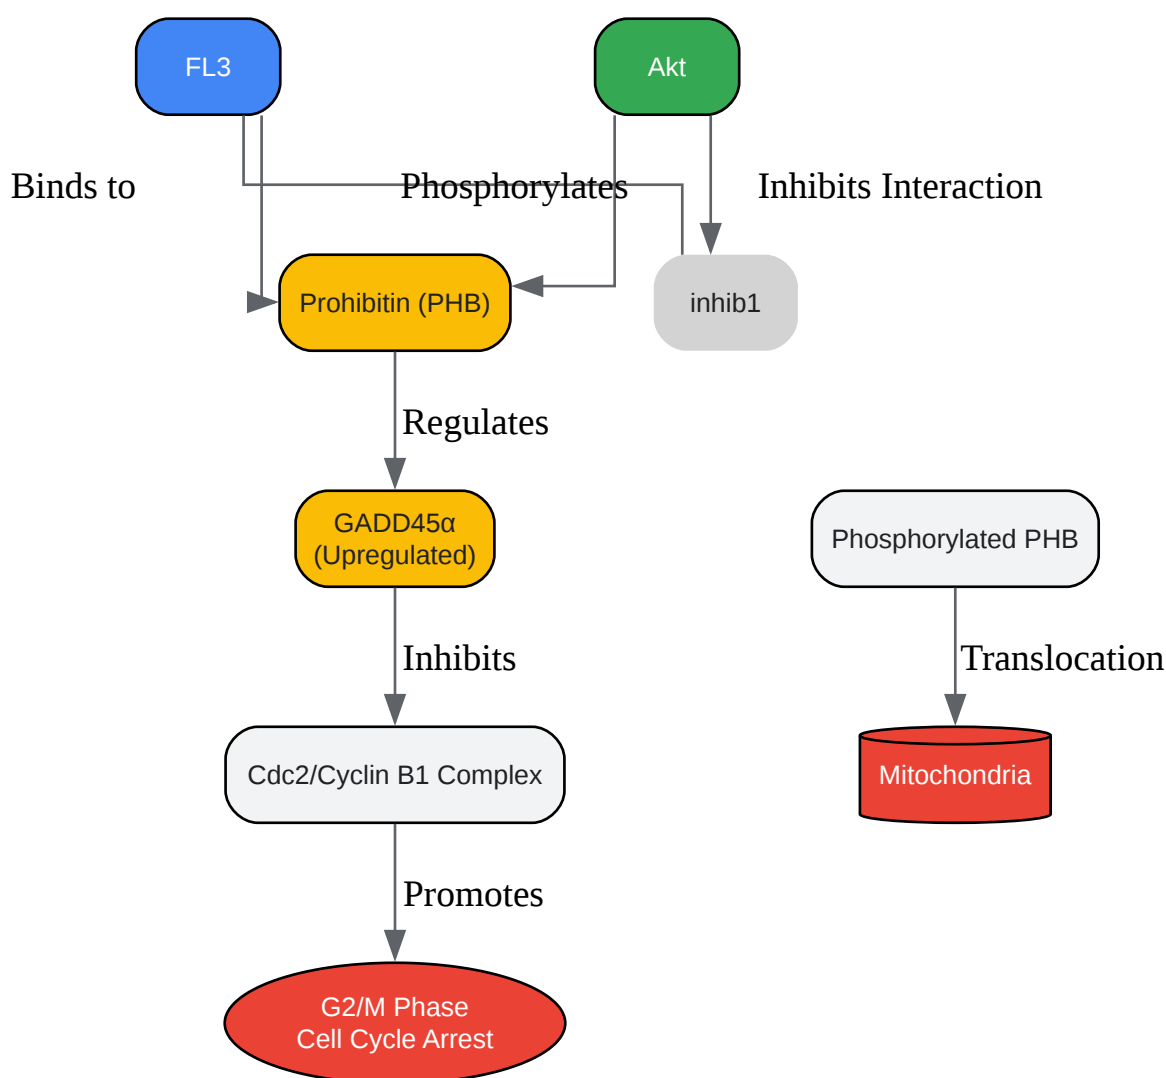 FL3
Akt
Binds to
Phosphorylates
Inhibits Interaction
Prohibitin (PHB)
inhib1
Regulates
GADD45α
(Upregulated)
Phosphorylated PHB
Inhibits
Translocation
Cdc2/Cyclin B1 Complex
Mitochondria
Promotes
G2/M Phase
Cell Cycle Arrest